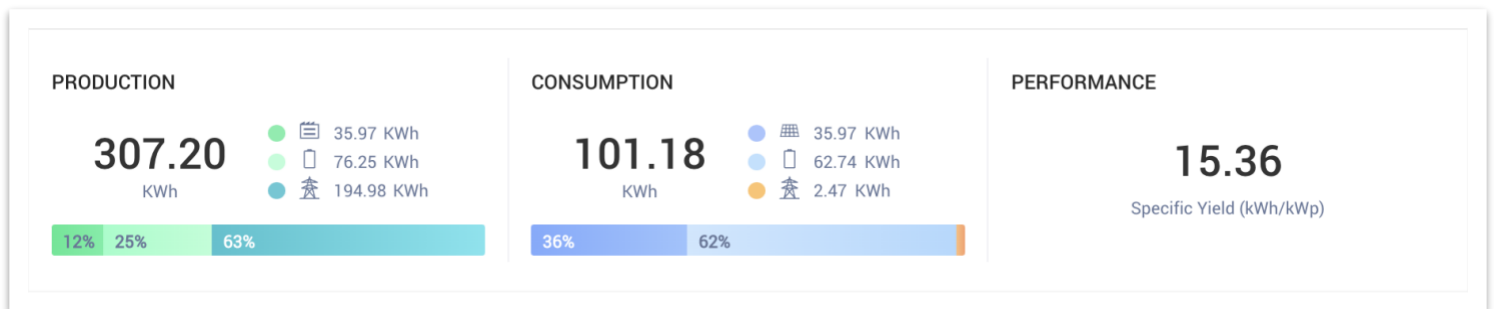 PRODUCTION
307.20
KWh
35.97 KWh
76.25 KWh
194.98 KWh
12% 25% 63%
CONSUMPTION
101.18
KWh
35.97 KWh
62.74 KWh
2.47 KWh
36% 62%
PERFORMANCE
15.36
Specific Yield (kWh/kWp)